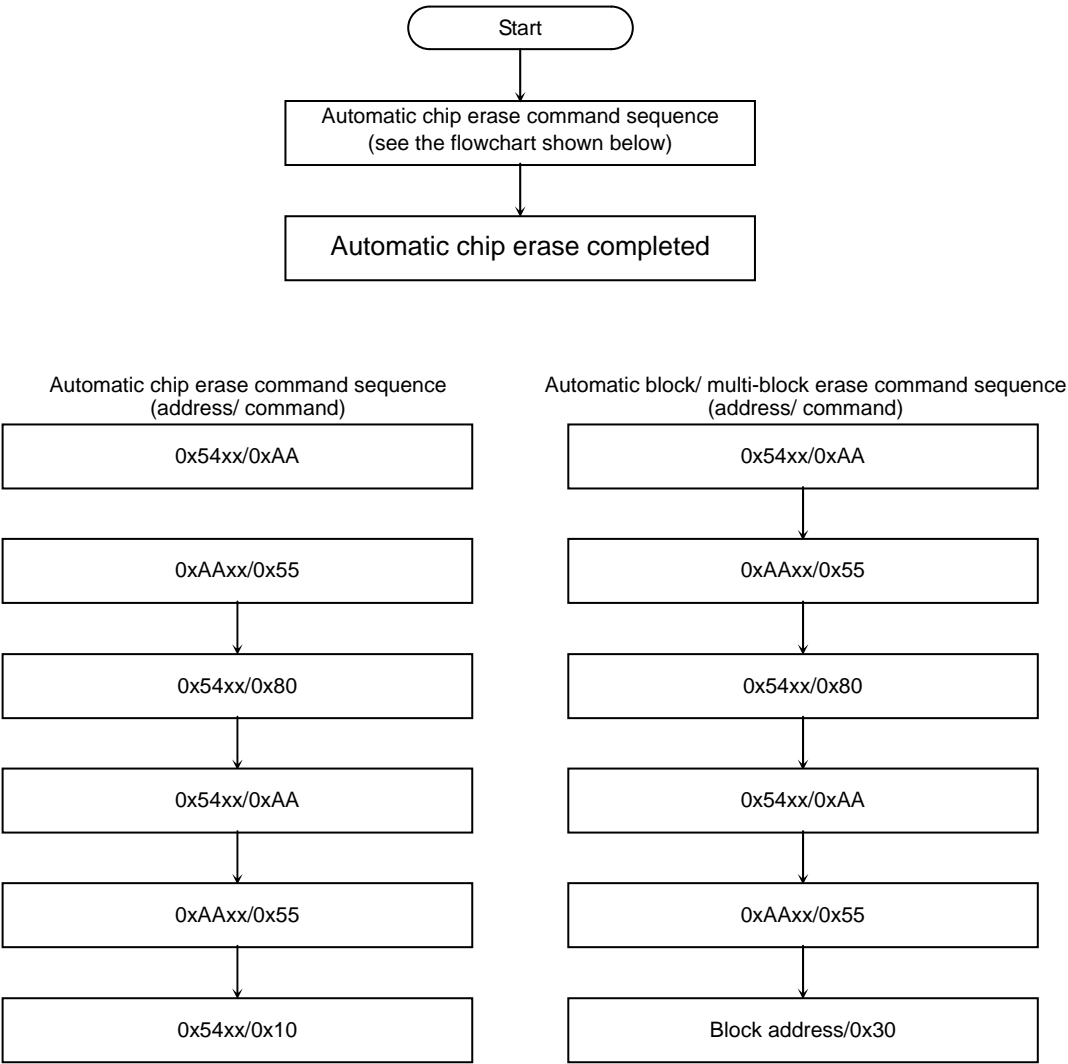 Start
Automatic chip erase command sequence
(see the flowchart shown below)
Automatic chip erase completed
Automatic chip erase command sequence
(address/ command)
0x54xx/0xAA
0xAAxx/0x55
0x54xx/0x80
0x54xx/0xAA
0xAAxx/0x55
0x54xx/0x10
Automatic block/ multi-block erase command sequence
(address/ command)
0x54xx/0xAA
0xAAxx/0x55
0x54xx/0x80
0x54xx/0xAA
0xAAxx/0x55
Block address/0x30